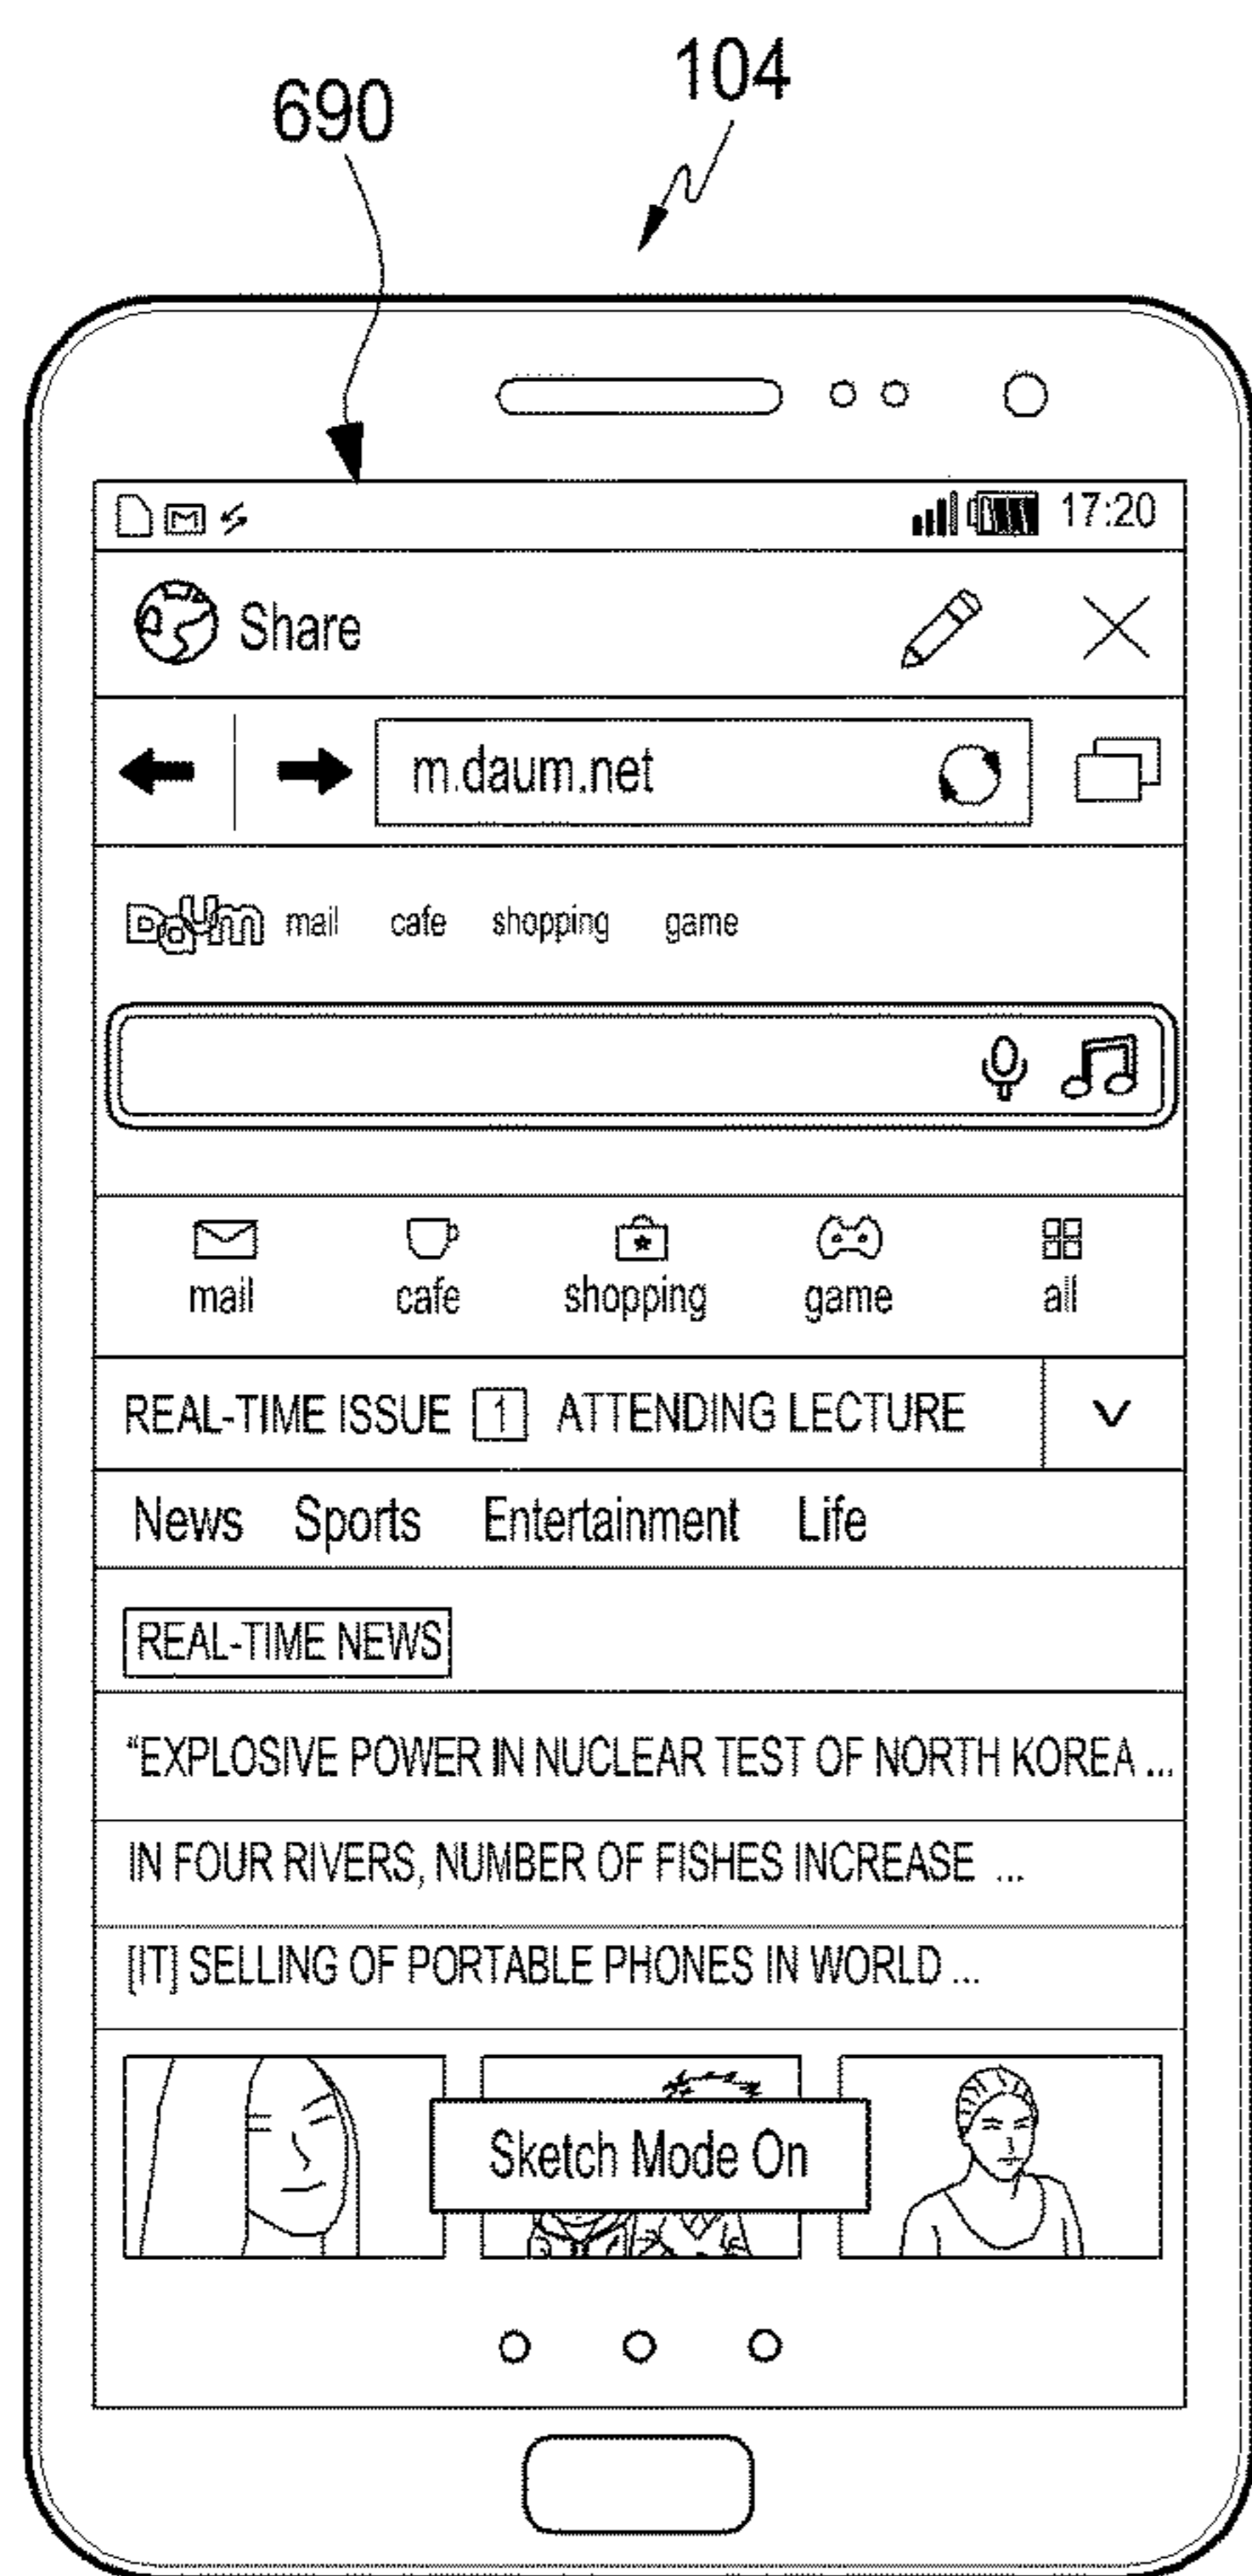 104
690
17:20
Share
m.daum.net
Daum mail cafe shopping game
mail cafe shopping game all
REAL-TIME ISSUE 1 ATTENDING LECTURE
News Sports Entertainment Life
REAL-TIME NEWS
“EXPLOSIVE POWER IN NUCLEAR TEST OF NORTH KOREA ...
IN FOUR RIVERS, NUMBER OF FISHES INCREASE ...
[IT] SELLING OF PORTABLE PHONES IN WORLD ...
Sketch Mode On